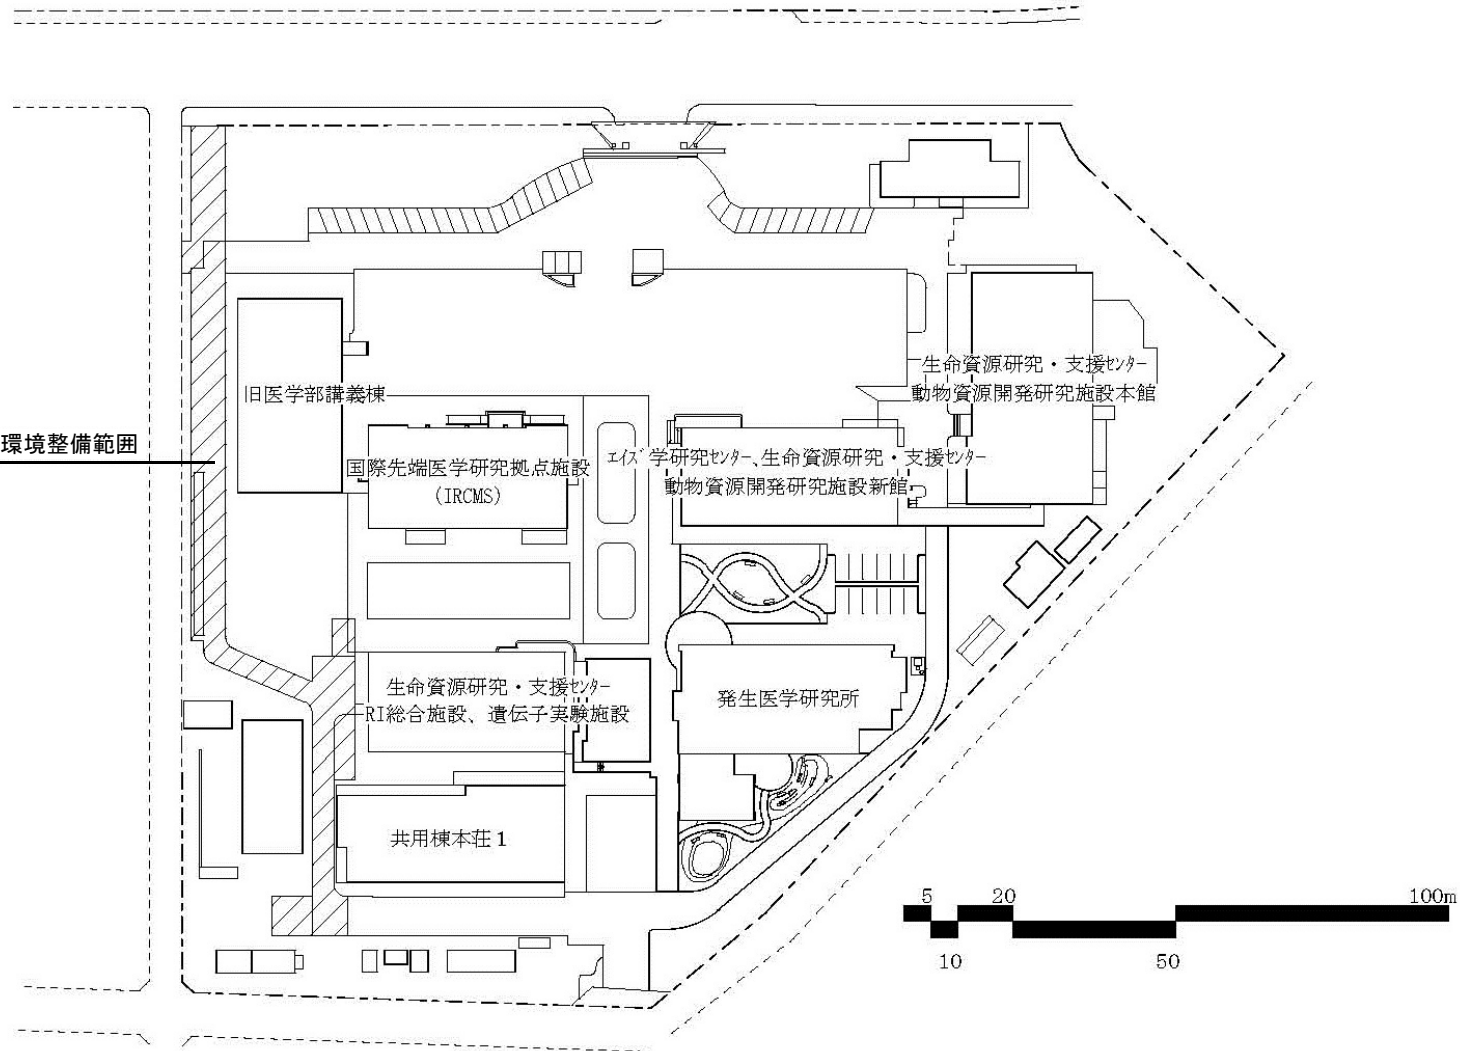 生命資源研究・支援センター
動物資源開発研究施設本館
旧医学部講義棟
環境整備範囲
国際先端医学研究拠点施設
(IRCMS)
エイズ学研究センター、生命資源研究・支援センター
動物資源開発研究施設新館
生命資源研究・支援センター
RI総合施設、遺伝子実験施設
発生医学研究所
共用棟本荘1
5 20 100m
10 50